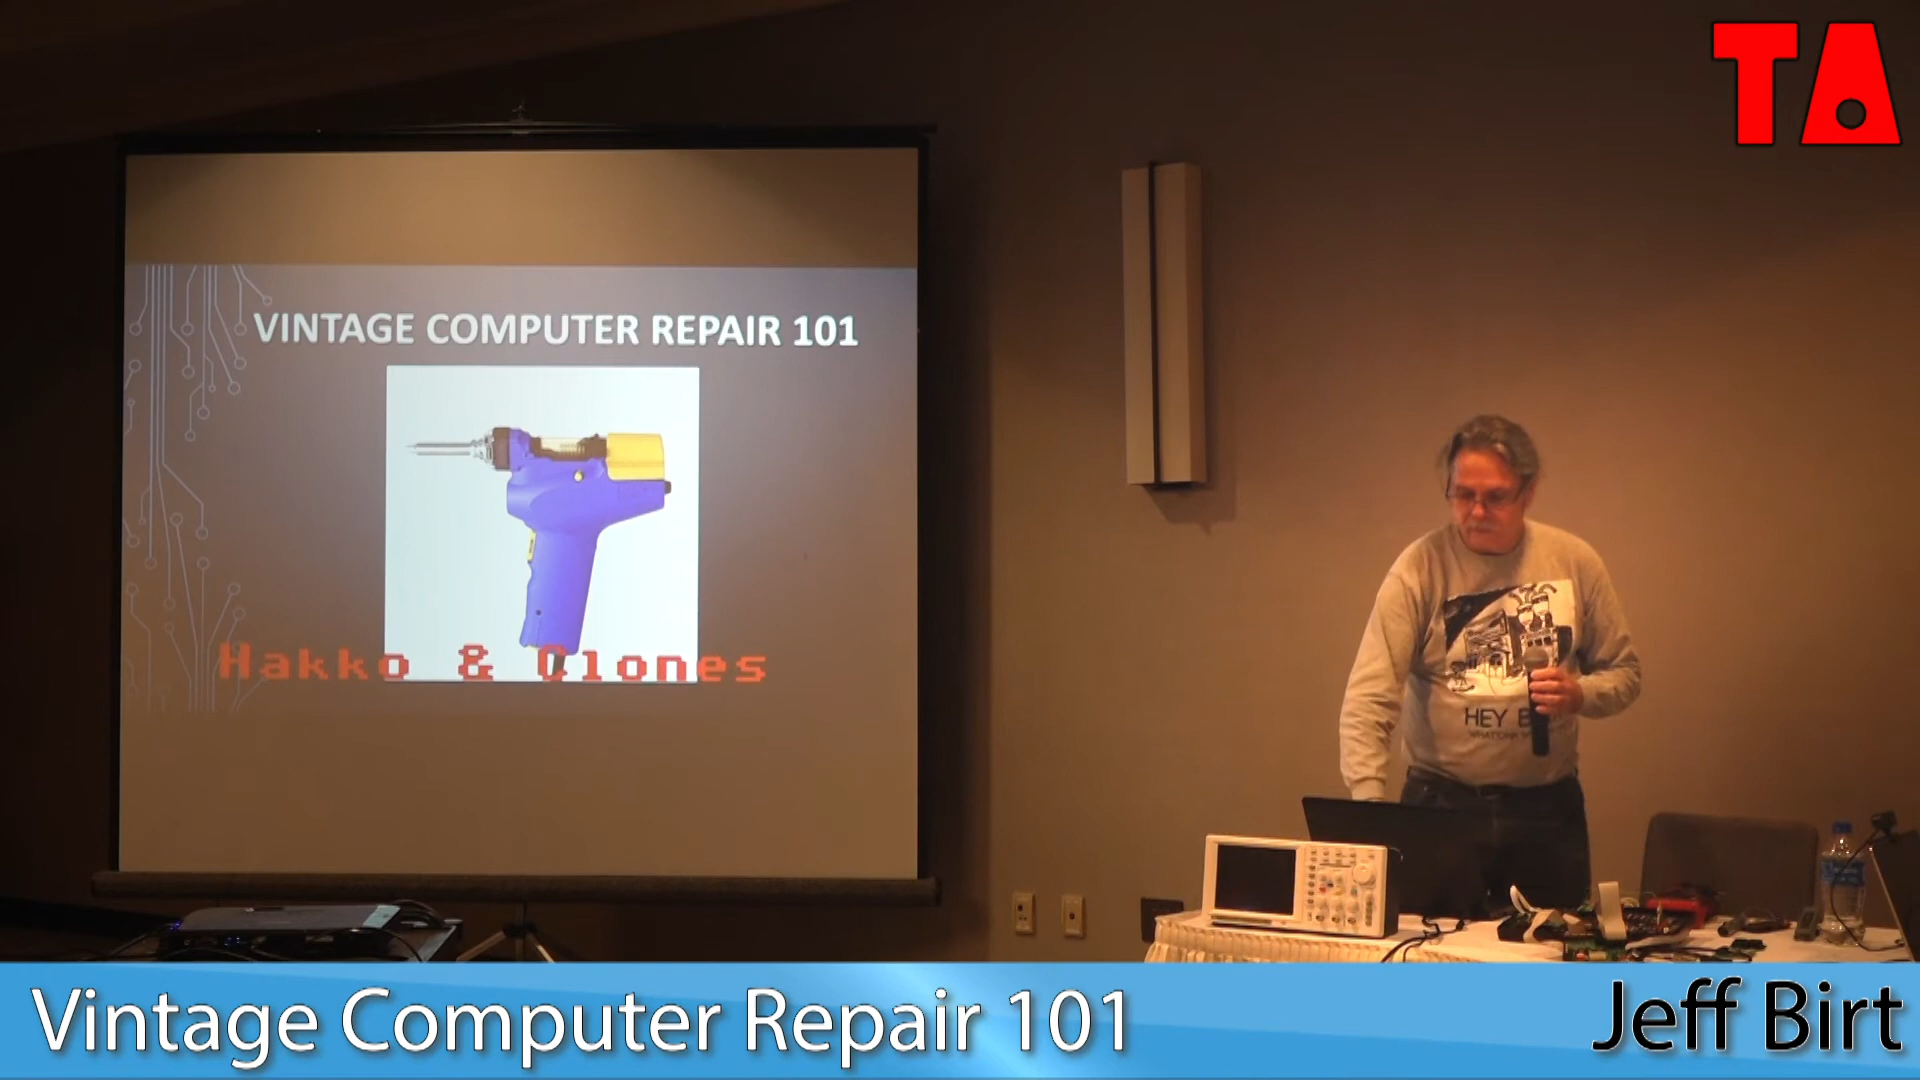 TA
VINTAGE COMPUTER REPAIR 101
Hakko & Clones
HEY B
Vintage Computer Repair 101
Jeff Birt